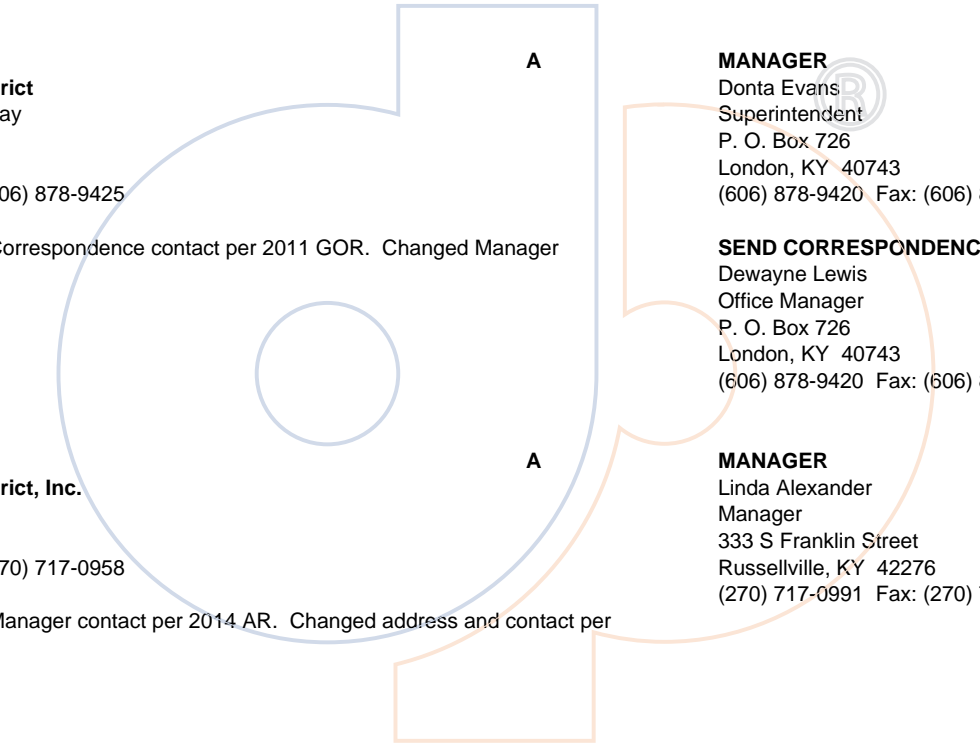 A
rict
ay
06) 878-9425
Correspondence contact per 2011 GOR. Changed Manager
MANAGER
Donta Evans
Superintendent
P. O. Box 726
London, KY 40743
(606) 878-9420 Fax: (606)
SEND CORRESPONDENC
Dewayne Lewis
Office Manager
P. O. Box 726
London, KY 40743
(606) 878-9420 Fax: (606)
A
rict, Inc.
70) 717-0958
Manager contact per 2014 AR. Changed address and contact per
MANAGER
Linda Alexander
Manager
333 S Franklin Street
Russellville, KY 42276
(270) 717-0991 Fax: (270)
®